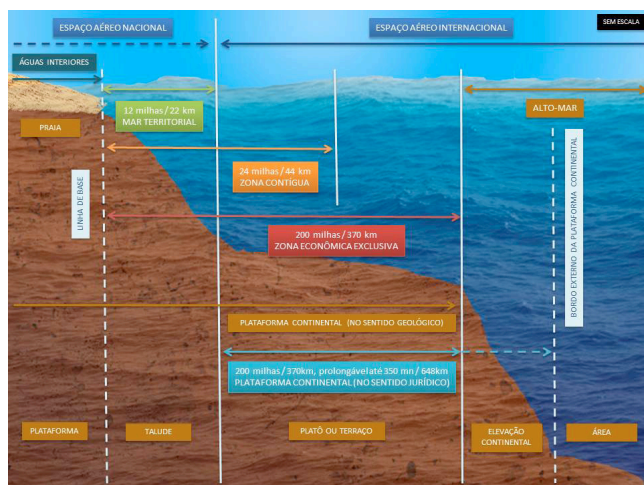 ESPAÇO AÉREO NACIONAL
ESPAÇO AÉREO INTERNACIONAL
SEM ESCALA
ÁGUAS INTERIORES
12 milhas / 22 km
MAR TERRITORIAL
ALTO-MAR
PRAIA
24 milhas / 44 km
ZONA CONTÍGUA
LINHA DE BASE
BORDO EXTERNO DA PLATAFORMA CONTINENTAL
200 milhas / 370 km
ZONA ECONÔMICA EXCLUSIVA
PLATAFORMA CONTINENTAL (NO SENTIDO GEOLÓGICO)
200 milhas / 370km, prolongável até 350 mn / 648km
PLATAFORMA CONTINENTAL (NO SENTIDO JURÍDICO)
PLATAFORMA
TALUDE
PLATÔ OU TERRAÇO
ELEVAÇÃO
CONTINENTAL
ÁREA